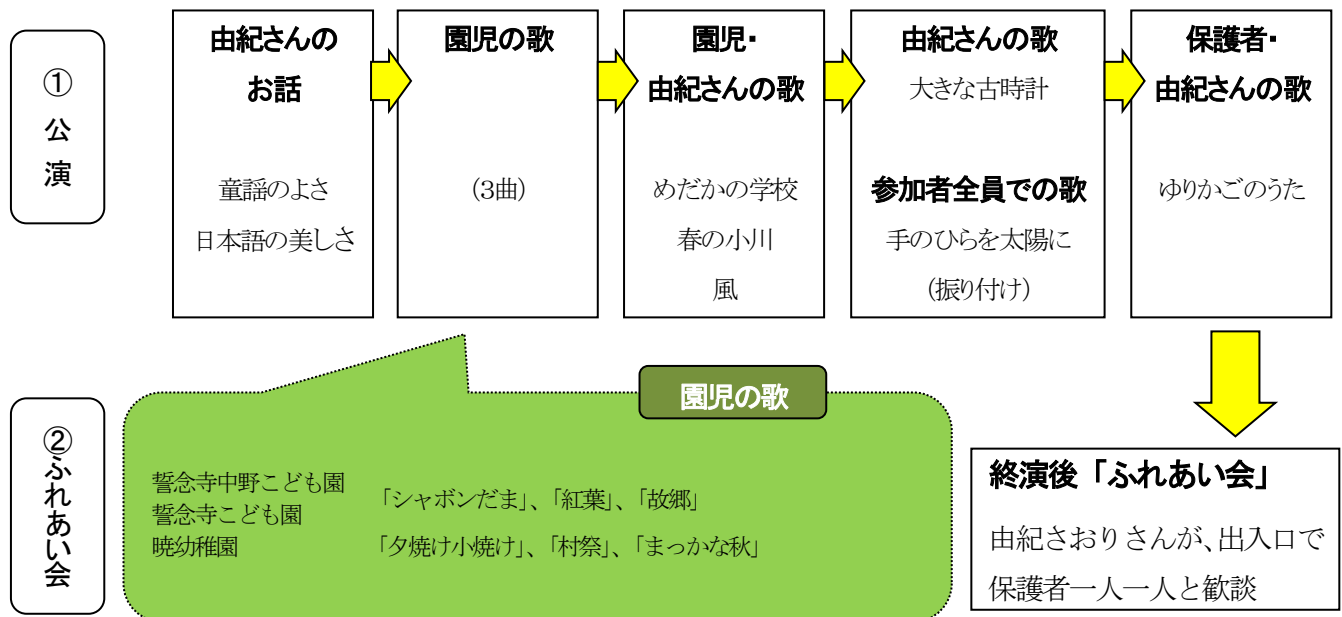 ①
公
演
由紀さんの
お話
童謡のよさ
日本語の美しさ
園児の歌
(3曲)
園児・
由紀さんの歌
めだかの学校
春の小川
風
由紀さんの歌
大きな古時計
参加者全員での歌
手のひらを太陽に
(振り付け)
保護者・
由紀さんの歌
ゆりかごのうた
②ふれあい会
園児の歌
誓念寺中野こども園
誓念寺こども園
「シャボンだま」、「紅葉」、「故郷」
暁幼稚園
「夕焼け小焼け」、「村祭」、「まっかな秋」
終演後「ふれあい会」
由紀さおりさんが、出入口で
保護者一人一人と歓談